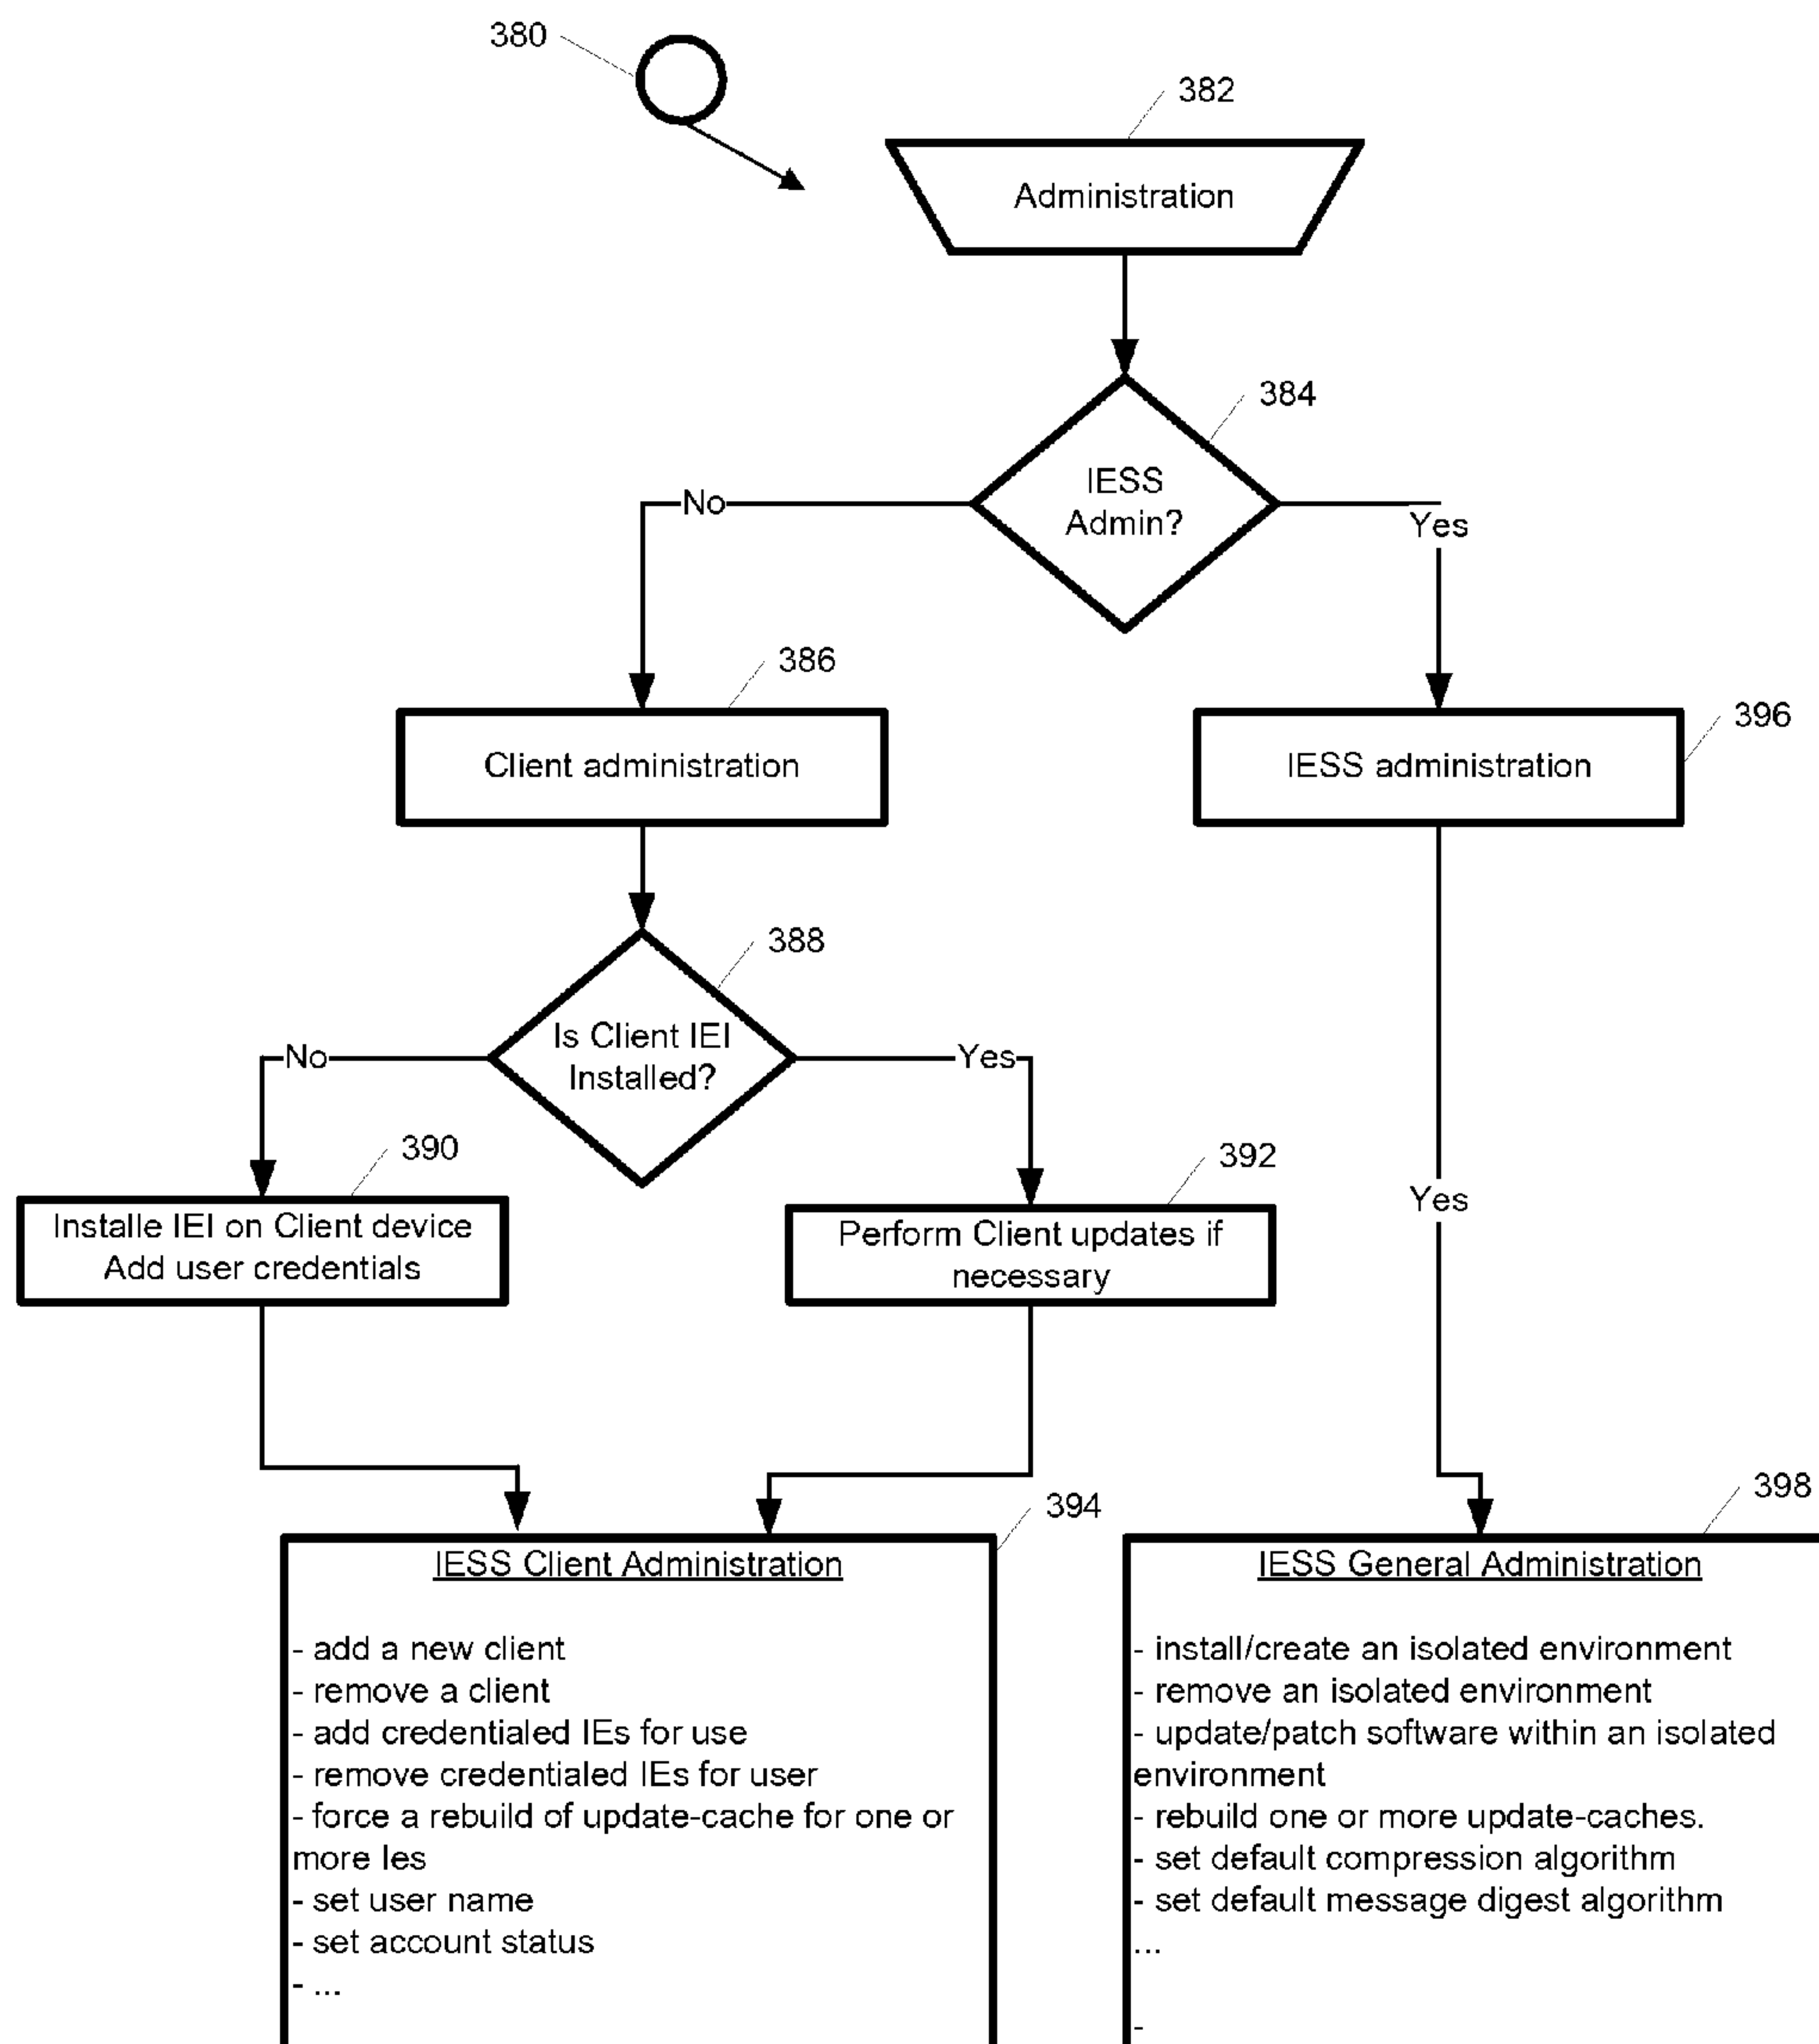 380
382
Administration
384
IESS
Admin?
No
Yes
386
Client administration
396
IESS administration
388
Is Client IEI
Installed?
No
Yes
390
Installe IEI on Client device
Add user credentials
392
Perform Client updates if
necessary
Yes
394
IESS Client Administration
- add a new client
- remove a client
- add credentialed IEs for use
- remove credentialed IEs for user
- force a rebuild of update-cache for one or
more Ies
- set user name
- set account status
- ...
398
IESS General Administration
- install/create an isolated environment
- remove an isolated environment
- update/patch software within an isolated
environment
- rebuild one or more update-caches.
- set default compression algorithm
- set default message digest algorithm
...
-